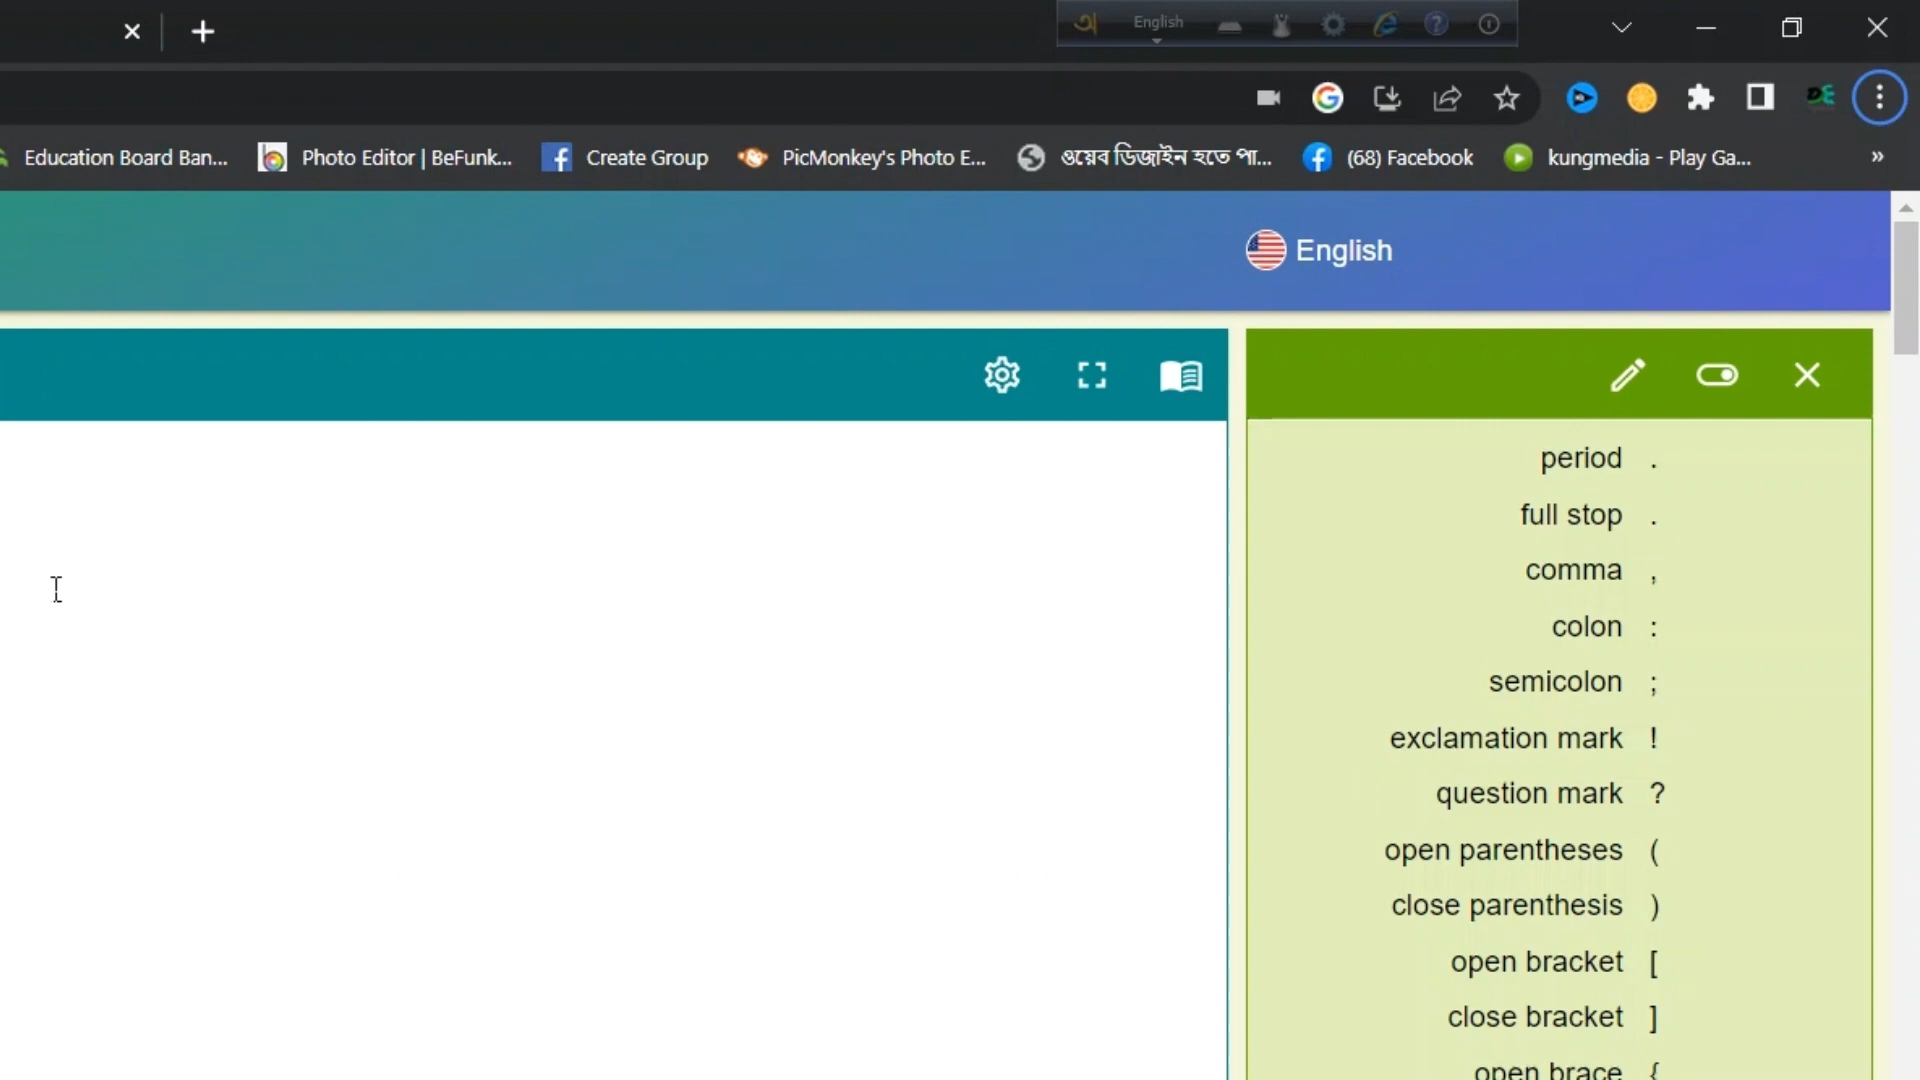 অ English
Education Board Ban... Photo Editor | BeFunk... Create Group PicMonkey's Photo E... ওয়েব ডিজাইন হতে পা... (68) Facebook kungmedia - Play Ga... »
English
period .
full stop .
comma ,
colon :
semicolon ;
exclamation mark !
question mark ?
open parentheses (
close parenthesis )
open bracket [
close bracket ]
open brace {